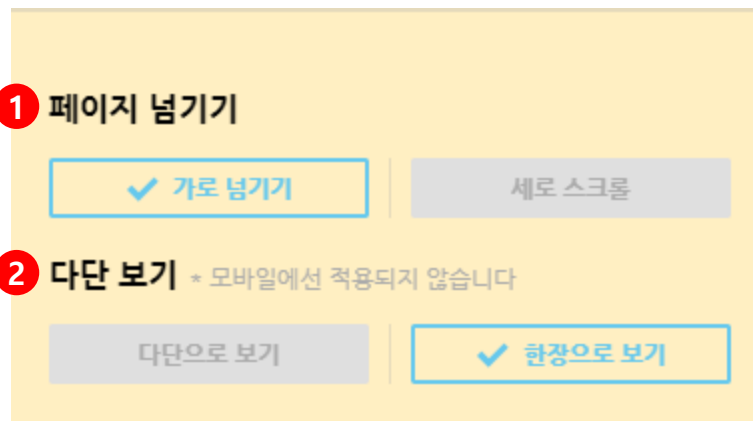 1 페이지 넘기기
✔ 가로 넘기기 세로 스크롤
2 다단 보기 * 모바일에선 적용되지 않습니다
다단으로 보기 ✔ 한장으로 보기